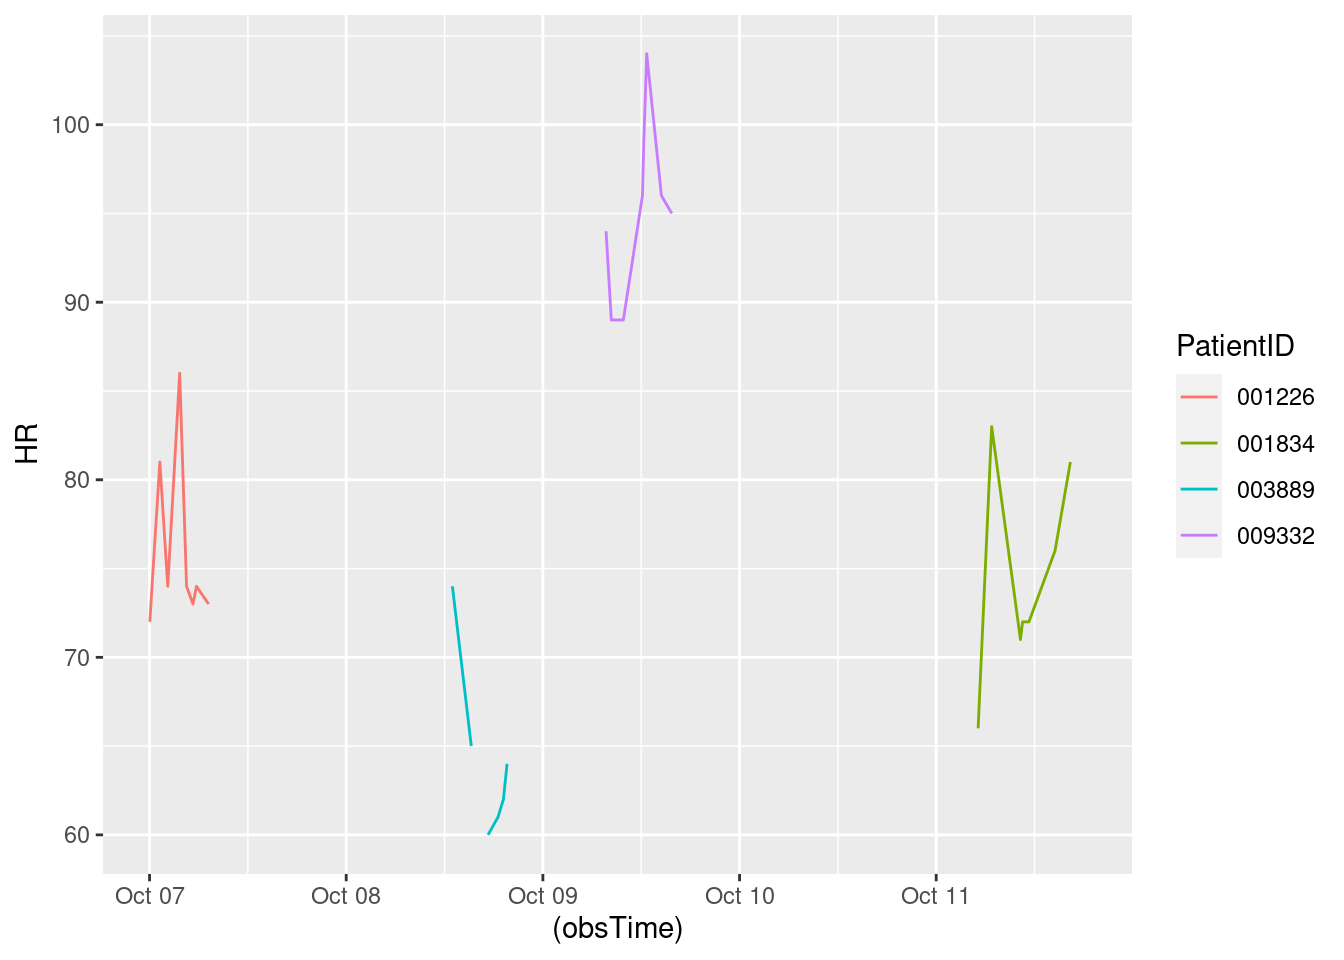 HR
100
90
80
70
60
Oct 07
Oct 08
Oct 09
Oct 10
Oct 11
(obsTime)
PatientID
001226
001834
003889
009332